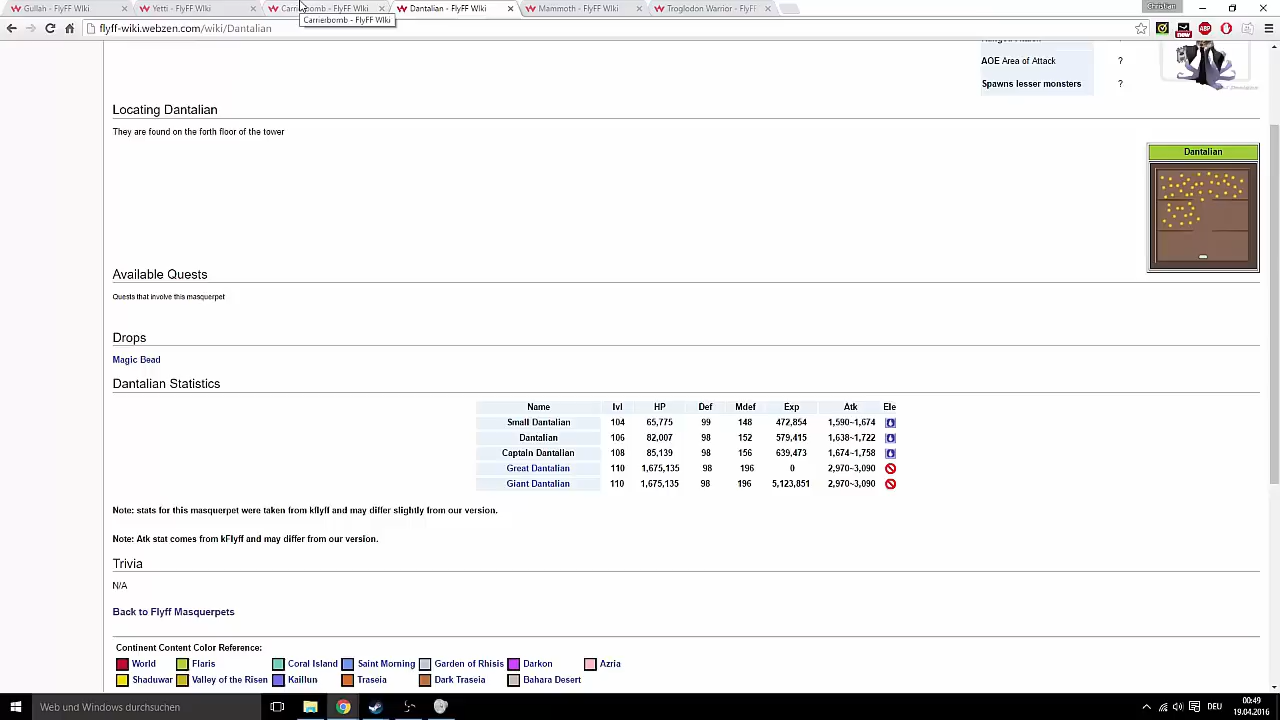 Gullah - FlyFF Wiki
Yetti - FlyFF Wiki
Carrierbomb - FlyFF Wiki
Dantalian - FlyFF Wiki
Mammoth - FlyFF Wiki
Troglodon Warrior - FlyFF
Christian
Carrierbomb - FlyFF Wiki
flyff-wiki.webzen.com/wiki/Dantalian
AOE Area of Attack ?
Spawns lesser monsters ?
Locating Dantalian
They are found on the forth floor of the tower
Dantalian
Available Quests
Quests that involve this masquerpet
Drops
Magic Bead
Dantalian Statistics
Name lvl HP Def Mdef Exp Atk Ele
Small Dantalian 104 65,775 99 148 472,854 1,590~1,674
Dantalian 106 82,007 98 152 579,415 1,638~1,722
Captain Dantalian 108 85,139 98 156 639,473 1,674~1,758
Great Dantalian 110 1,675,135 98 196 0 2,970~3,090
Giant Dantalian 110 1,675,135 98 196 5,123,851 2,970~3,090
Note: stats for this masquerpet were taken from kflyff and may differ slightly from our version.
Note: Atk stat comes from kFlyff and may differ from our version.
Trivia
N/A
Back to Flyff Masquerpets
Continent Content Color Reference:
World Flaris Coral Island Saint Morning Garden of Rhisis Darkon Azria
Shaduwar Valley of the Risen Kaillun Traseia Dark Traseia Bahara Desert
Web und Windows durchsuchen
DEU
00:49
19.04.2016